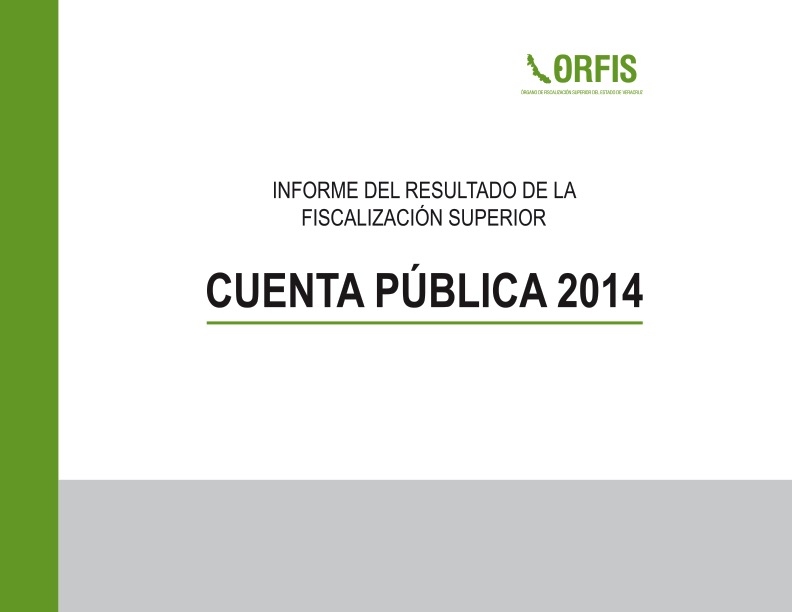 ORFIS
ÓRGANO DE FISCALIZACIÓN SUPERIOR DEL ESTADO DE VERACRUZ
INFORME DEL RESULTADO DE LA
FISCALIZACIÓN SUPERIOR
CUENTA PÚBLICA 2014